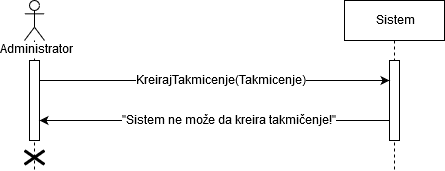 Sistem
Administrator
KreirajTakmicenje(Takmicenje)
"Sistem ne može da kreira takmičenje!"